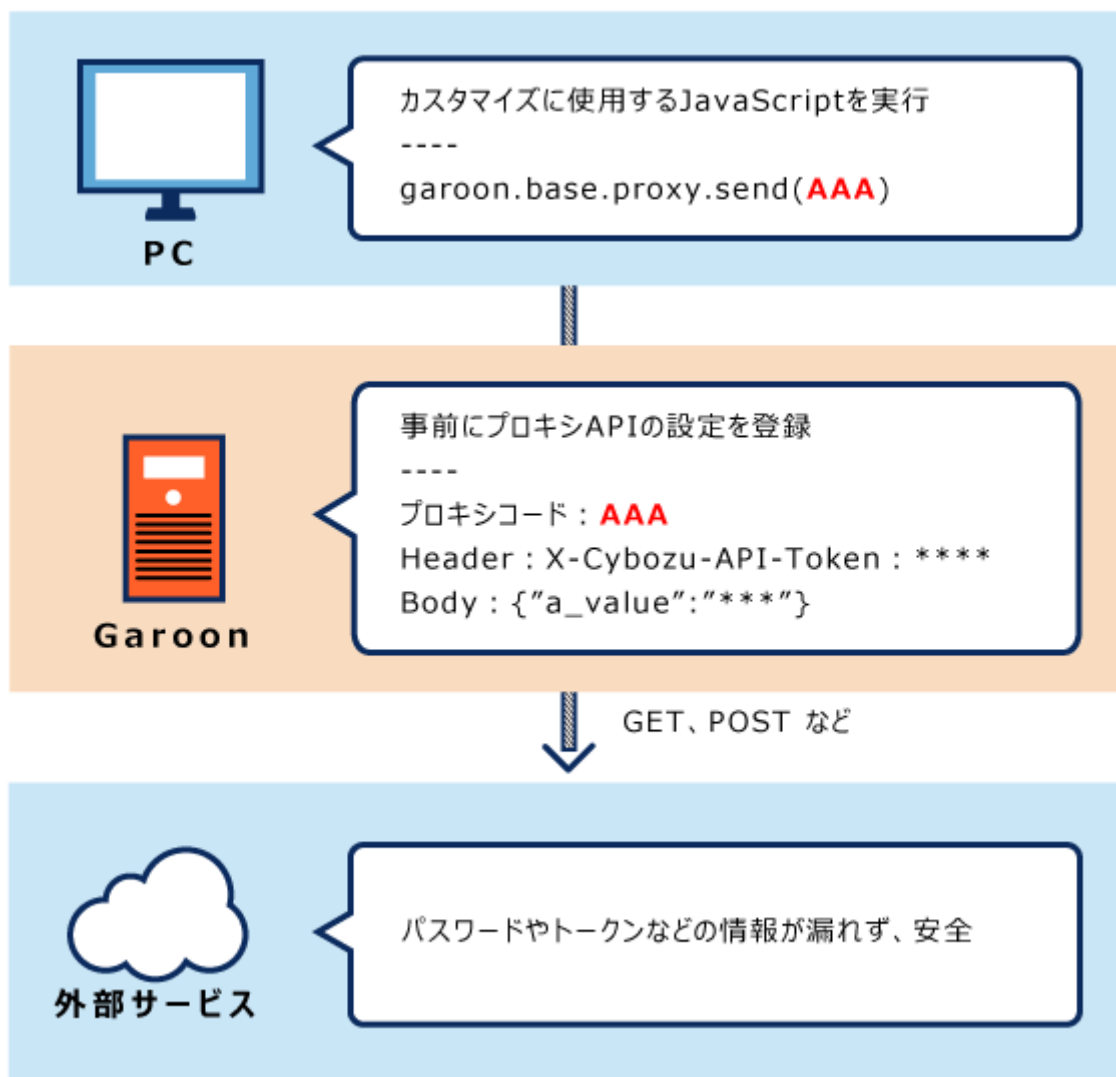 カスタマイズに使用するJavaScriptを実行
----
garoon.base.proxy.send(AAA)
PC
事前にプロキシAPIの設定を登録
----
プロキシコード：AAA
Header：X-Cybozu-API-Token：****
Body：{”a_value”:”***”}
Garoon
GET、POST など
パスワードやトークンなどの情報が漏れず、安全
外部サービス